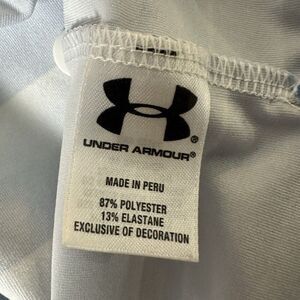 UNDER ARMOUR®
MADE IN PERU
87% POLYESTER
13% ELASTANE
EXCLUSIVE OF DECORATION